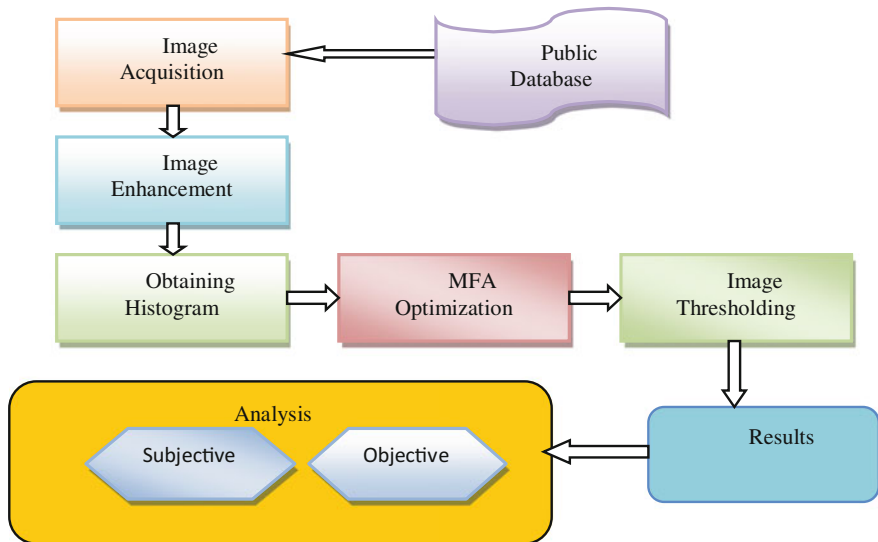 Image
Acquisition
Public
Database
Image
Enhancement
Obtaining
Histogram
MFA
Optimization
Image
Thresholding
Analysis
Subjective
Objective
Results